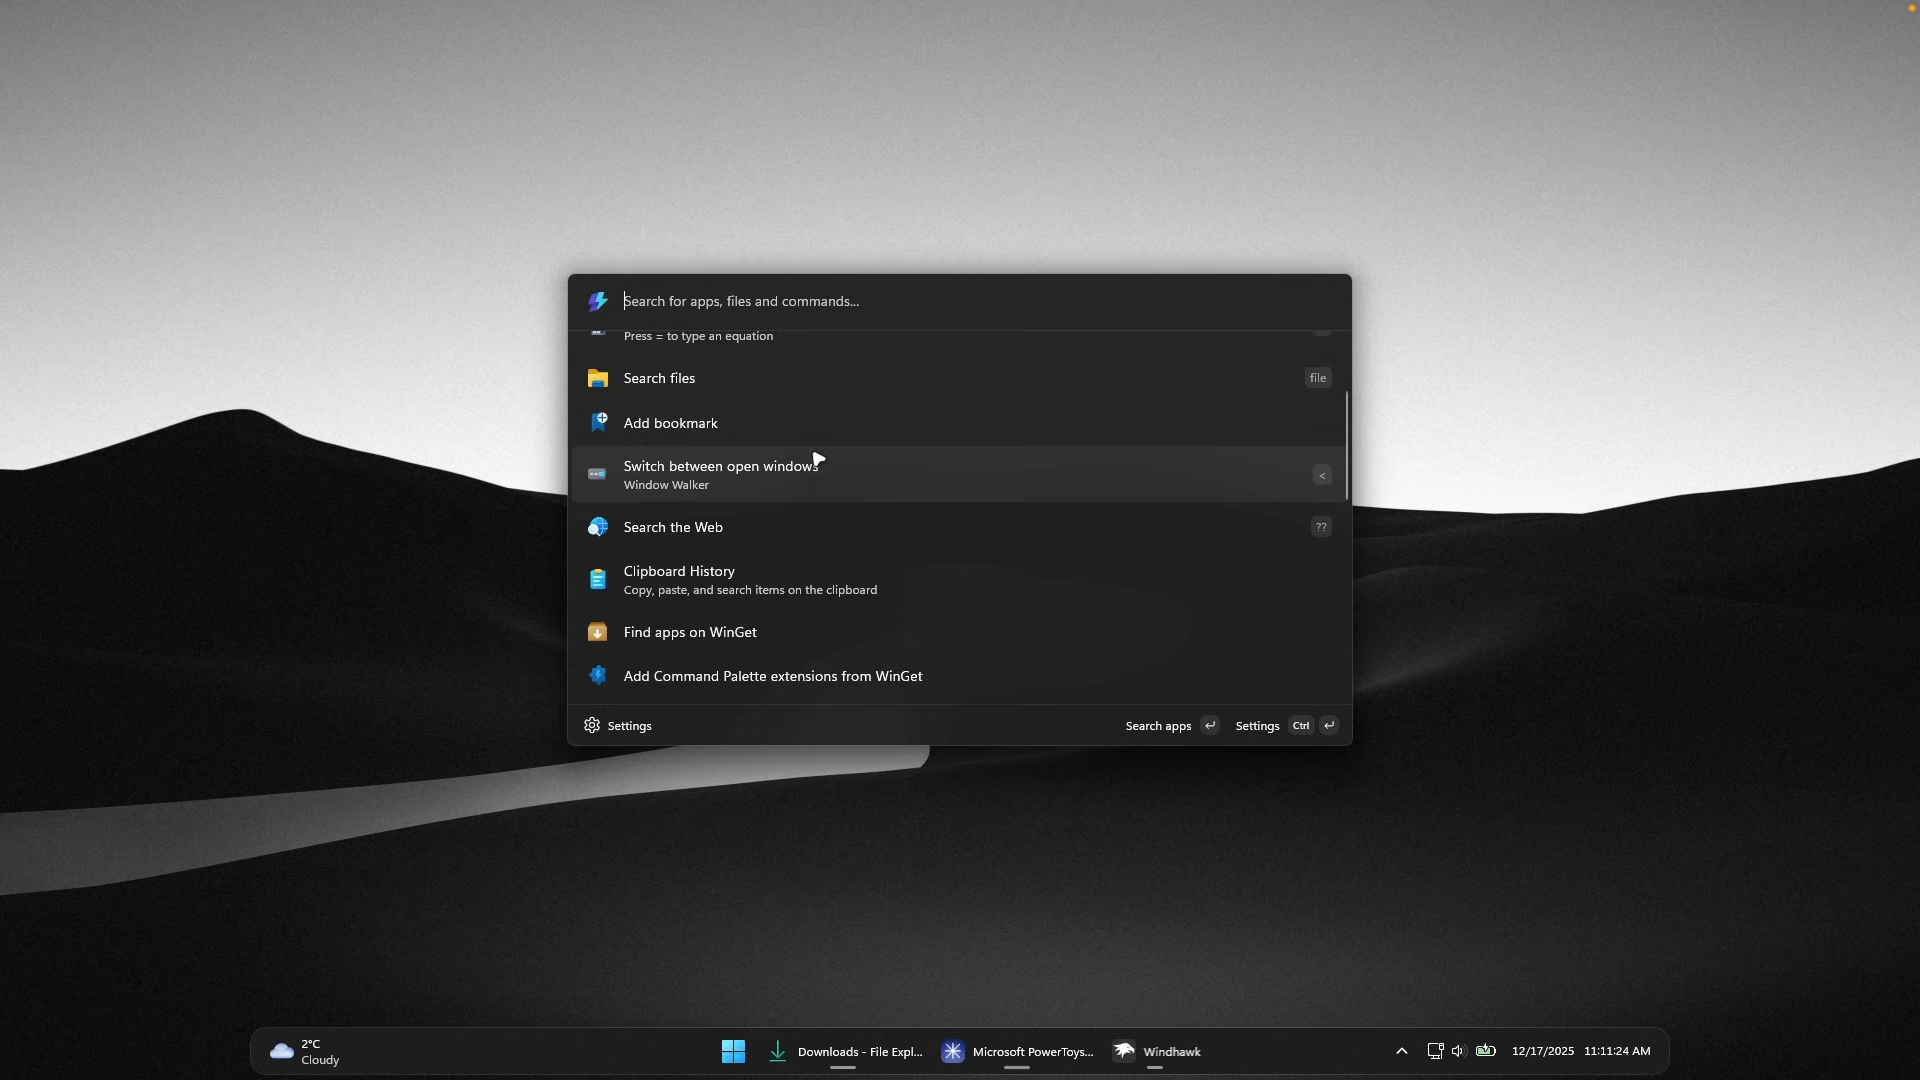 Search for apps, files and commands...
Press = to type an equation
Search files
file
Add bookmark
Switch between open windows
Window Walker
<
Search the Web
??
Clipboard History
Copy, paste, and search items on the clipboard
Find apps on WinGet
Add Command Palette extensions from WinGet
Settings
Search apps
Settings Ctrl
2°C
Cloudy
Downloads - File Expl...
Microsoft PowerToys...
Windhawk
12/17/2025 11:11:24 AM